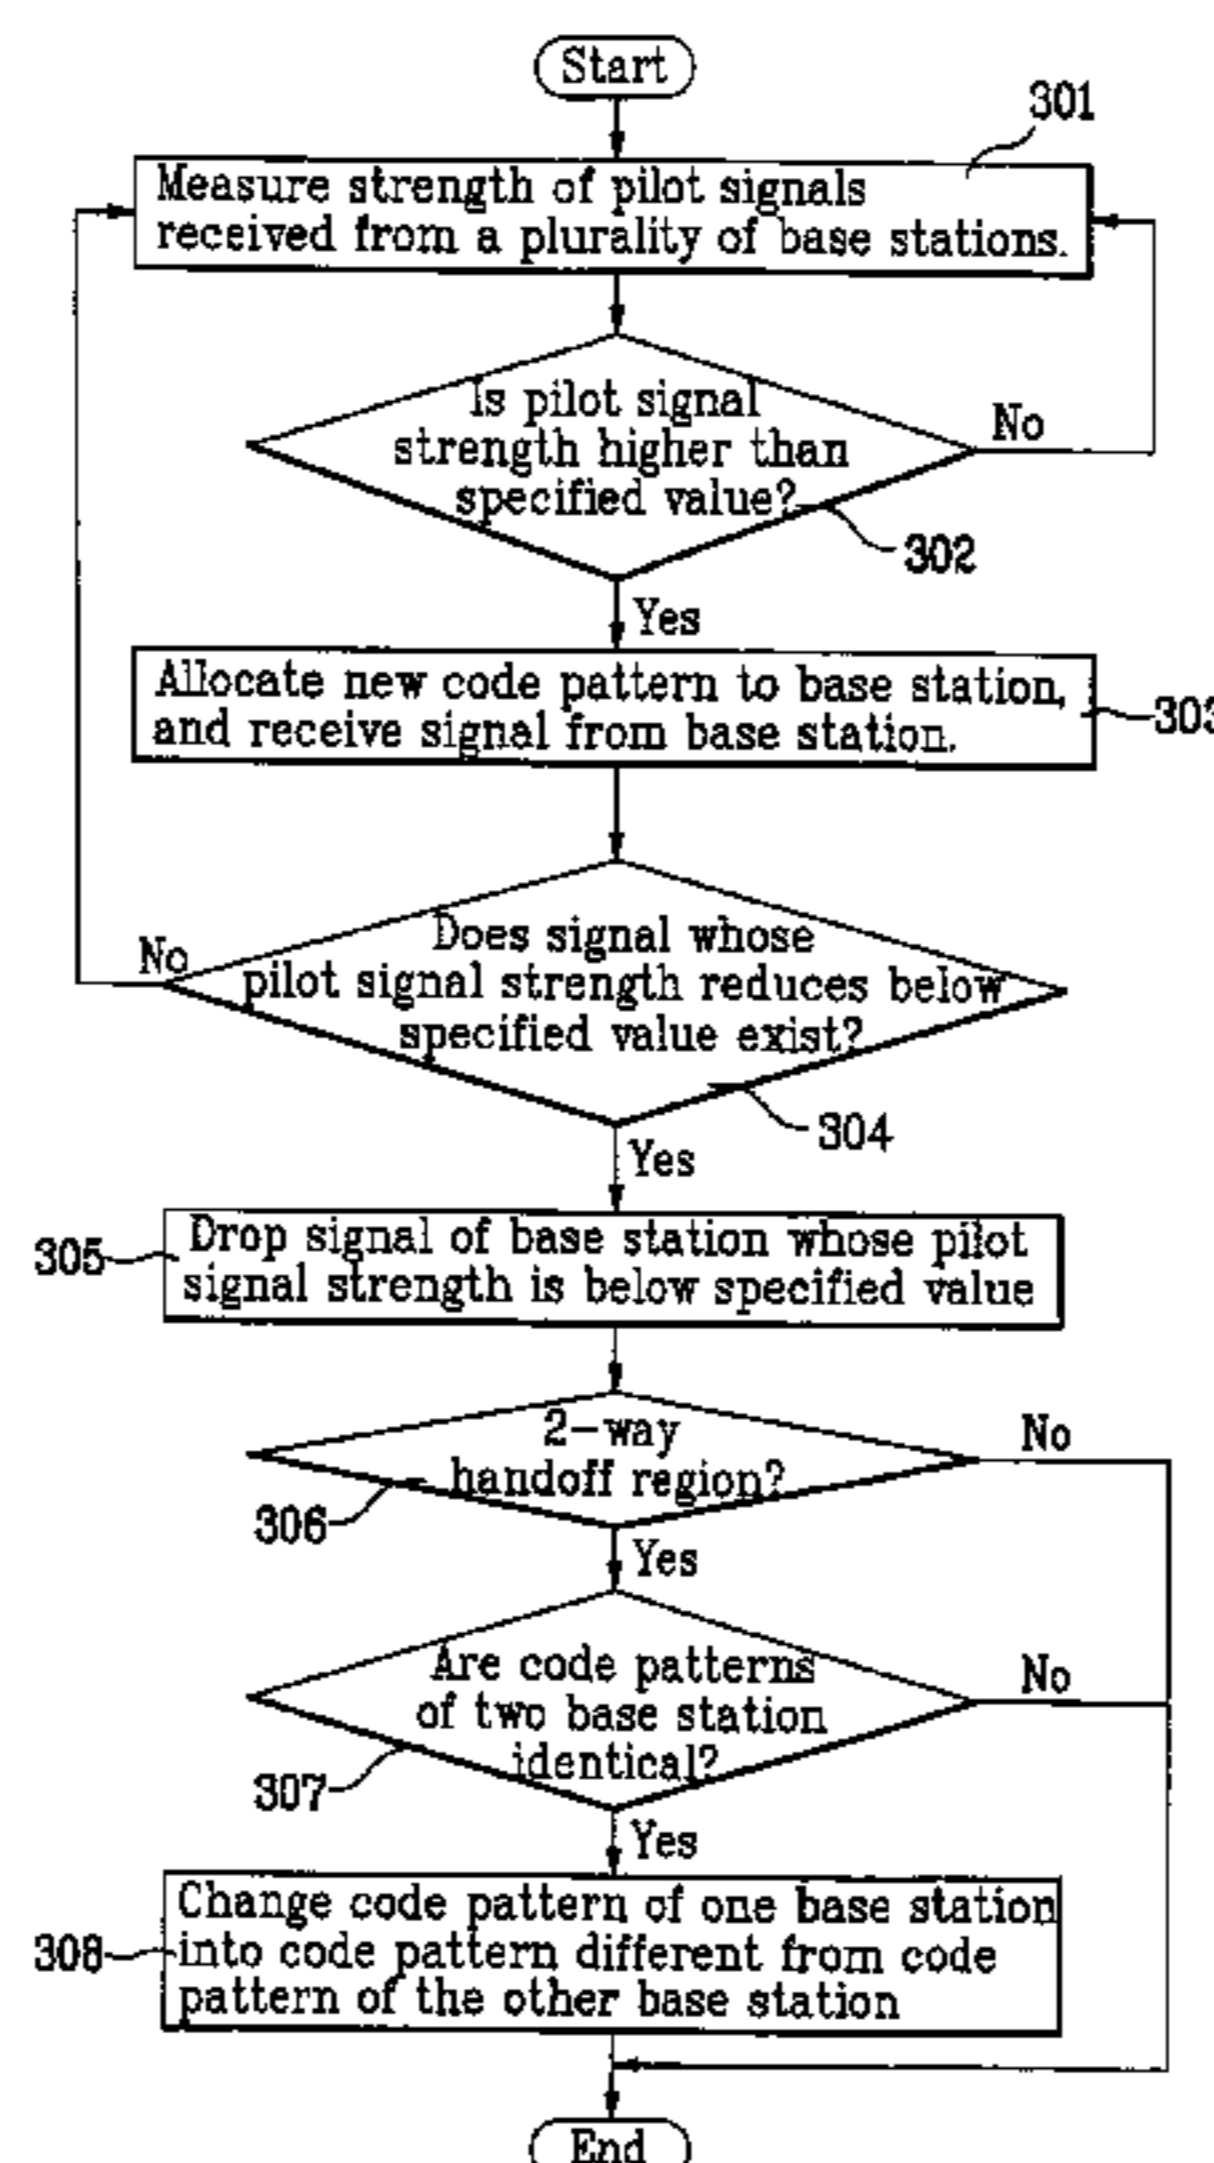 Start
301
Measure strength of pilot signals
received from a plurality of base stations.
Is pilot signal
strength higher than
specified value?
No
302
Yes
Allocate new code pattern to base station,
and receive signal from base station.
303
No
Does signal whose
pilot signal strength reduces below
specified value exist?
304
Yes
305
Drop signal of base station whose pilot
signal strength is below specified value
2-way
handoff region?
No
306
Yes
Are code patterns
of two base station
identical?
No
307
Yes
308
Change code pattern of one base station
into code pattern different from code
pattern of the other base station
End